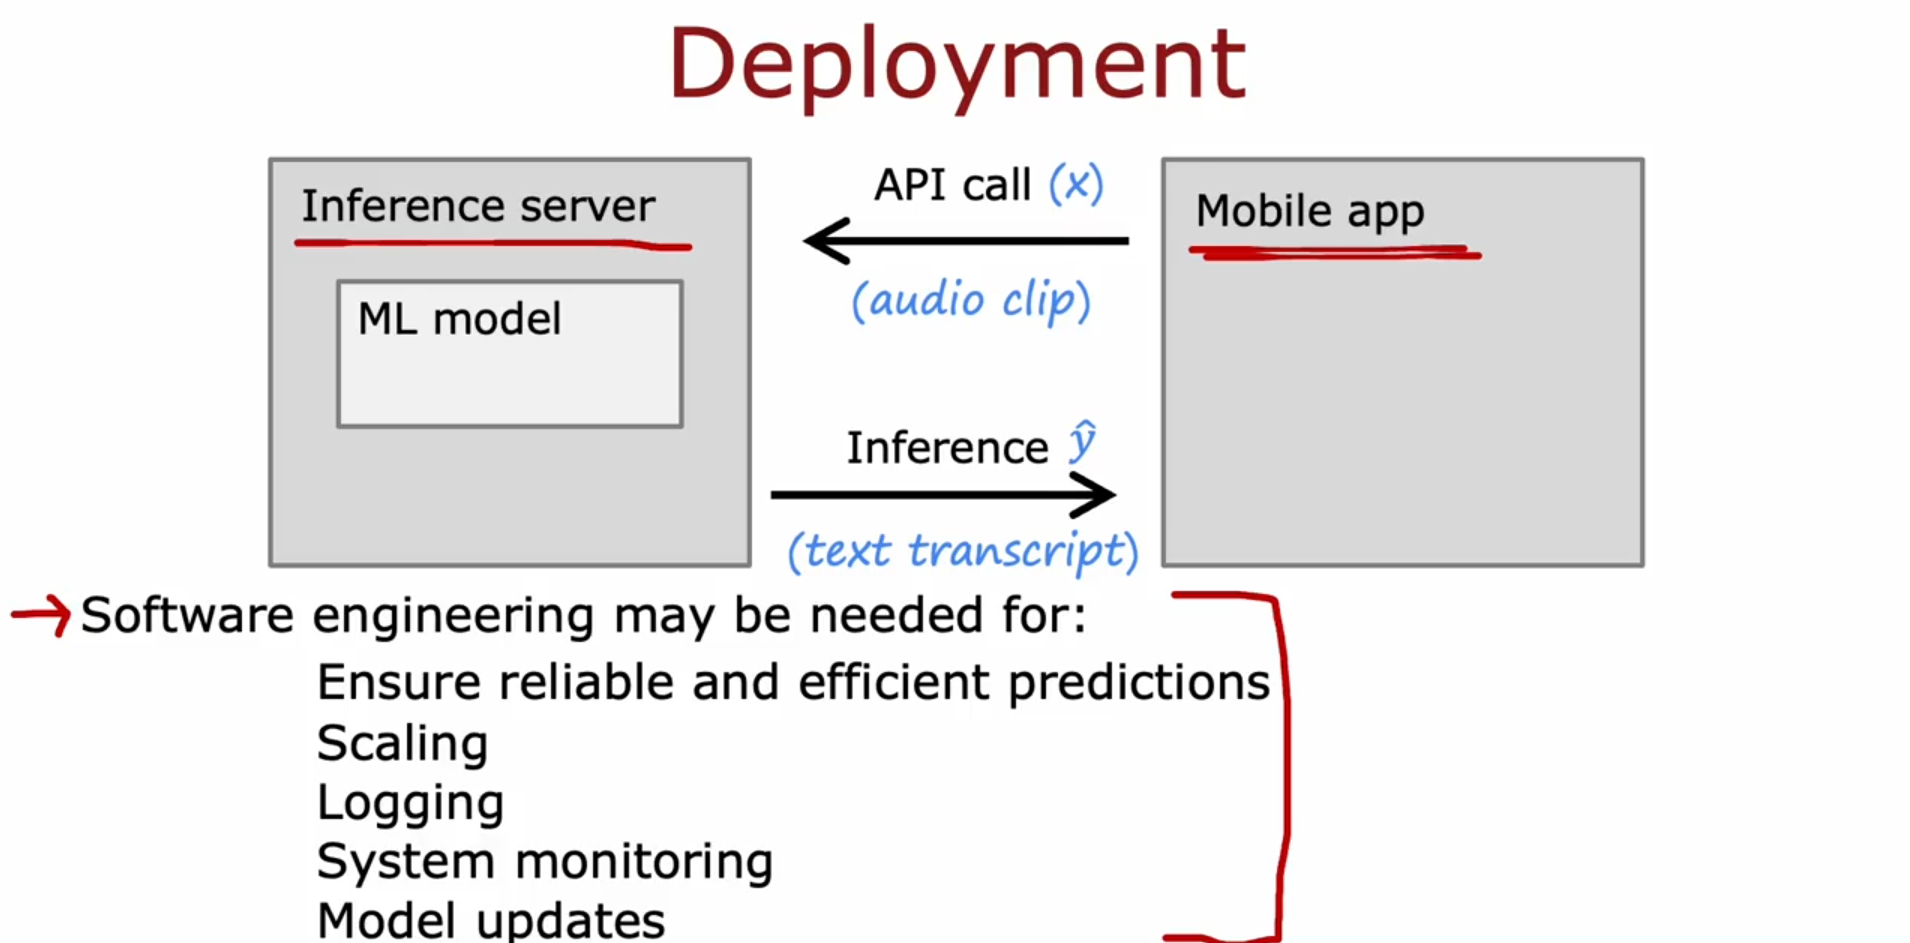 Deployment
Inference server
ML model
API call (x)
(audio clip)
Inference ŷ
(text transcript)
Mobile app
Software engineering may be needed for:
Ensure reliable and efficient predictions
Scaling
Logging
System monitoring
Model updates